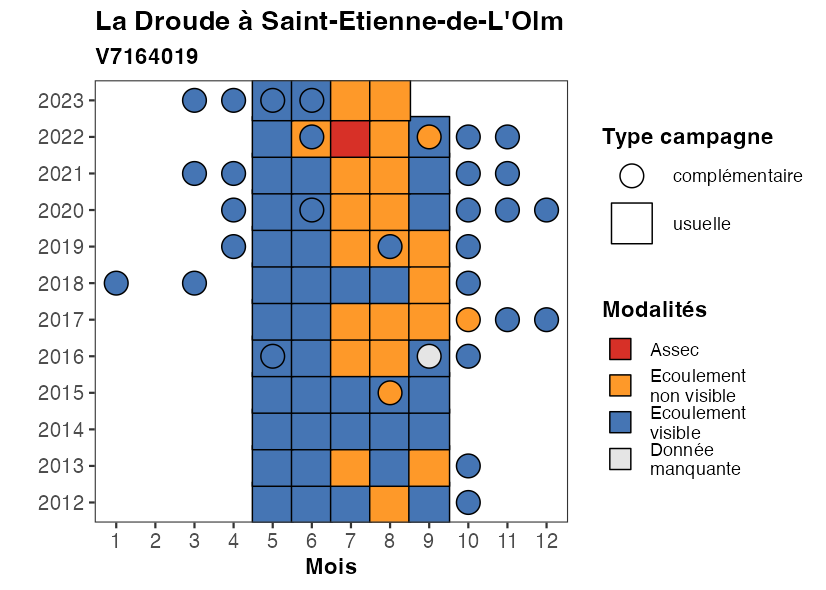 La Droude à Saint-Etienne-de-L'Olm
V7164019
2023
2022
2021
2020
2019
2018
2017
2016
2015
2014
2013
2012
1 2 3 4 5 6 7 8 9 10 11 12
Mois
Type campagne
complémentaire
usuelle
Modalités
Assec
Ecoulement
non visible
Ecoulement
visible
Donnée
manquante